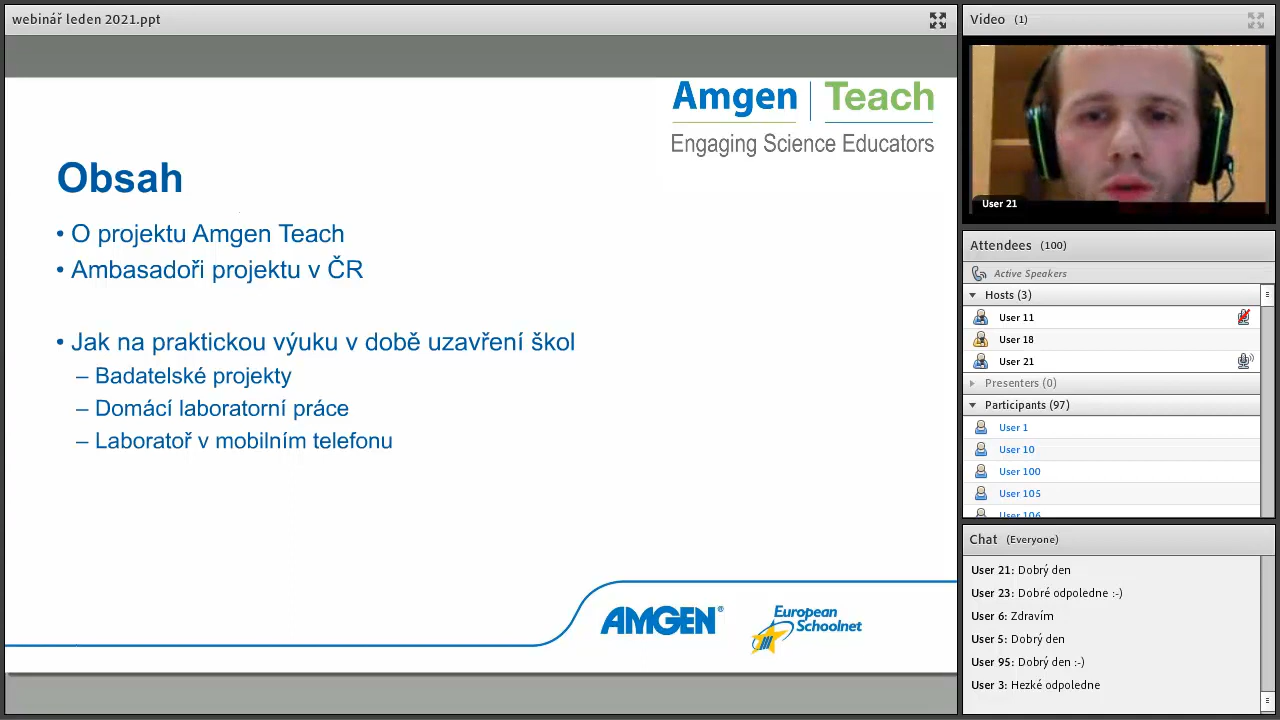 webinář leden 2021.ppt
Amgen Teach
Engaging Science Educators
Obsah
• O projektu Amgen Teach
• Ambasadoři projektu v ČR
• Jak na praktickou výuku v době uzavření škol
– Badatelské projekty
– Domácí laboratorní práce
– Laboratoř v mobilním telefonu
AMGEN®
European
Schoolnet
Video (1)
User 21
Attendees (100)
Active Speakers
Hosts (3)
User 11
User 18
User 21
Presenters (0)
Participants (97)
User 1
User 10
User 100
User 105
User 106
Chat (Everyone)
User 21: Dobrý den
User 23: Dobré odpoledne :-)
User 6: Zdravím
User 5: Dobrý den
User 95: Dobrý den :-)
User 3: Hezké odpoledne